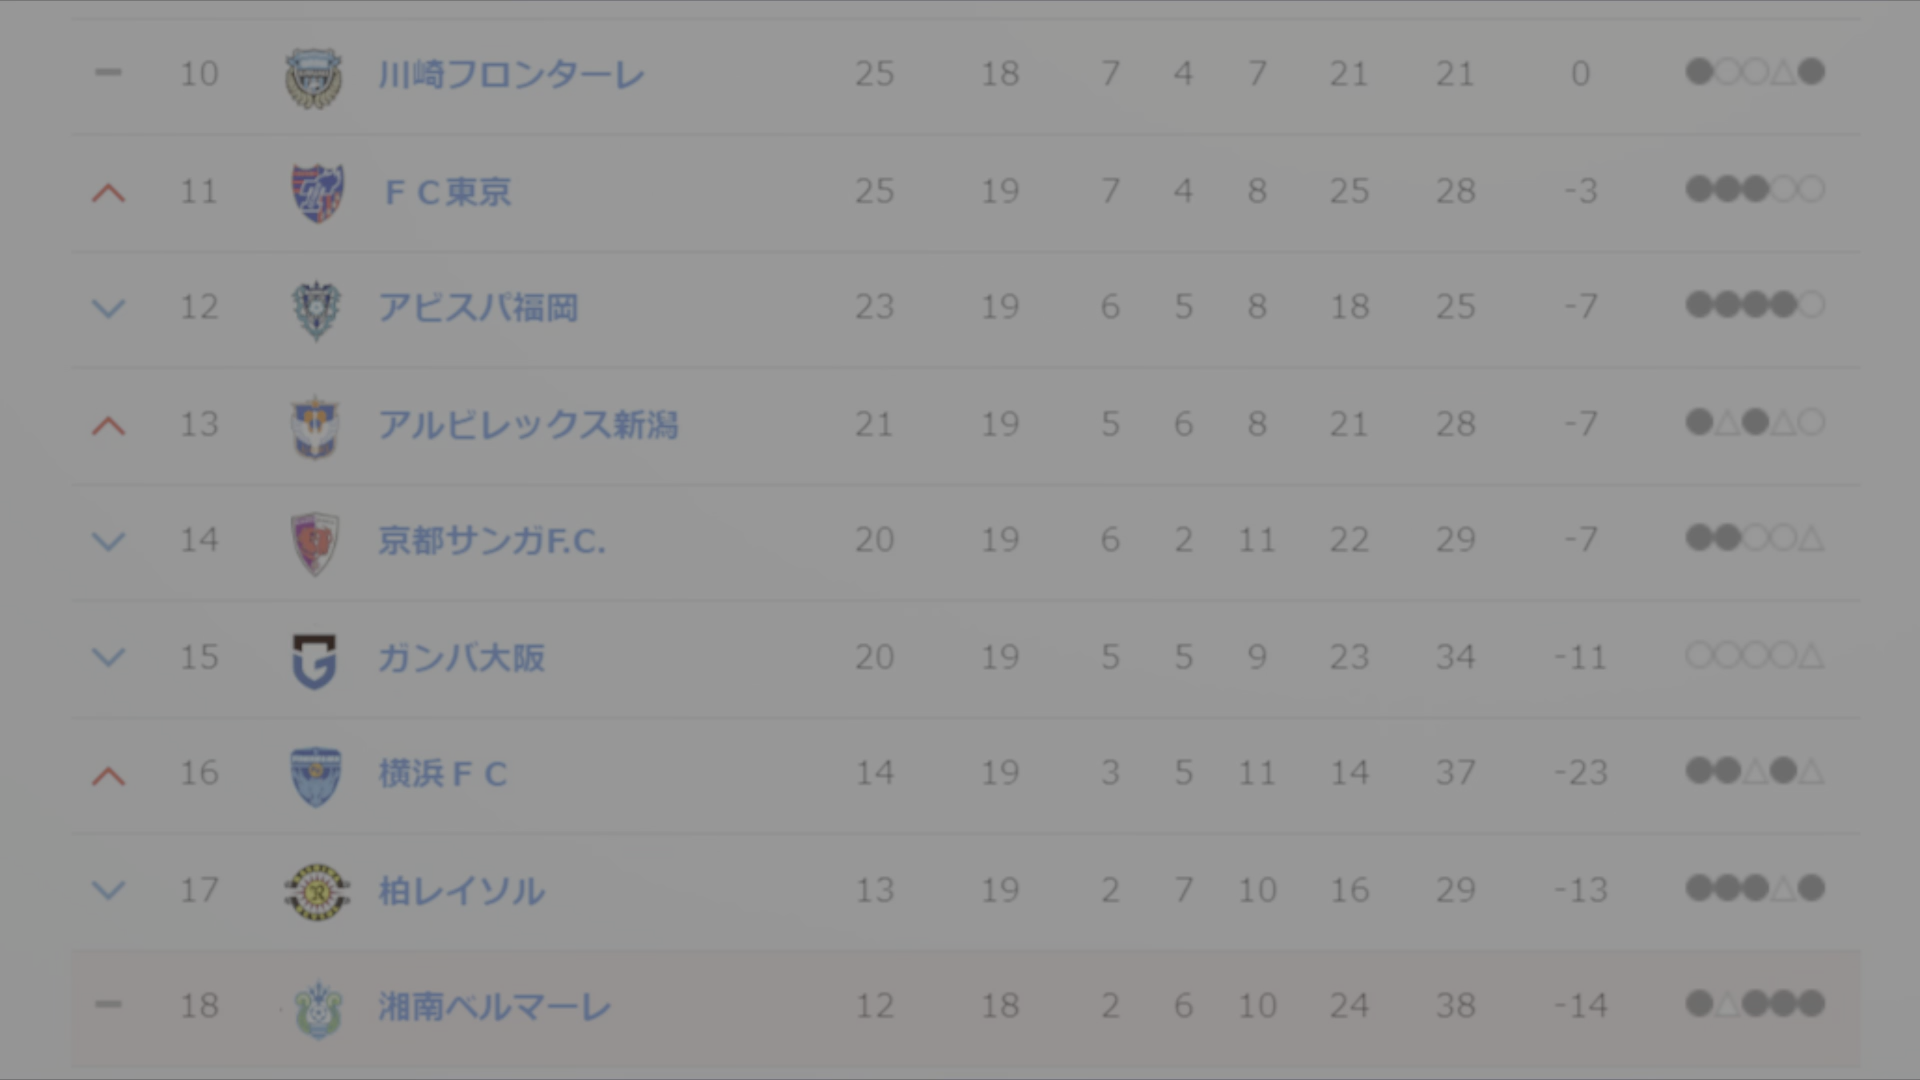 10 川崎フロンターレ 25 18 7 4 7 21 21 0 ●○○△●
11 ＦＣ東京 25 19 7 4 8 25 28 -3 ●●●○○
12 アビスパ福岡 23 19 6 5 8 18 25 -7 ●●●●○
13 アルビレックス新潟 21 19 5 6 8 21 28 -7 ●△●△○
14 京都サンガF.C. 20 19 6 2 11 22 29 -7 ●●○○△
15 ガンバ大阪 20 19 5 5 9 23 34 -11 ○○○○△
16 横浜ＦＣ 14 19 3 5 11 14 37 -23 ●●△●△
17 柏レイソル 13 19 2 7 10 16 29 -13 ●●●△●
18 湘南ベルマーレ 12 18 2 6 10 24 38 -14 ●△●●●